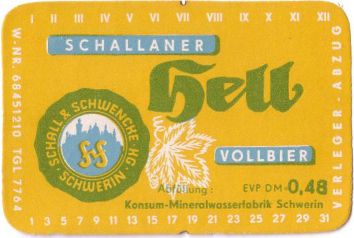 I II III IV V VI VII VIII IX X XI XII
SCHALLANER
Hell
VOLLBIER
W. NR. 68451210 TGL 7764
SCHALL & SCHWENCKE KG.
SCHWERIN
S&S
VERLEGER - ABZUG
Abfüllung: EVP DM-0,48
Konsum-Mineralwasserfabrik Schwerin
1 3 5 7 9 11 13 15 17 19 21 23 25 27 29 31